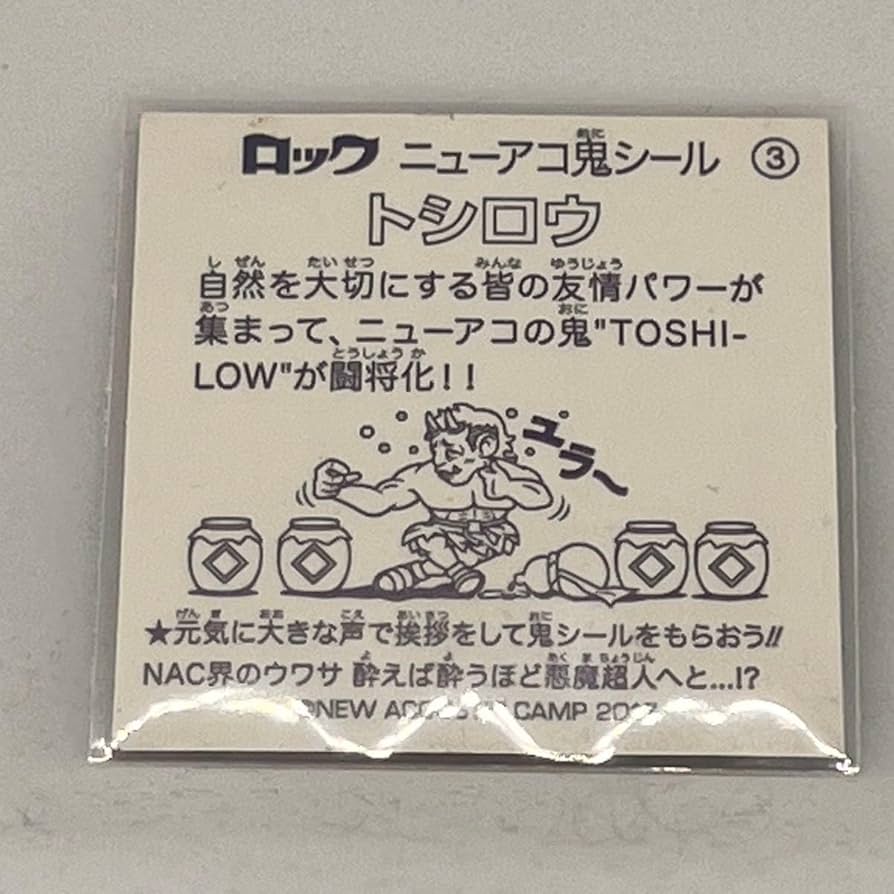 ロック ニューアコ鬼シール ③
トシロウ
自然を大切にする皆の友情パワーが
集まって、ニューアコの鬼"TOSHI-
LOW"が闘将化!!
ユラ〜
★元気に大きな声で挨拶をして鬼シールをもらおう!!
NAC界のウワサ 酔えば酔うほど悪魔超人へと...!?
©NEW ACOUSTIC CAMP 2017